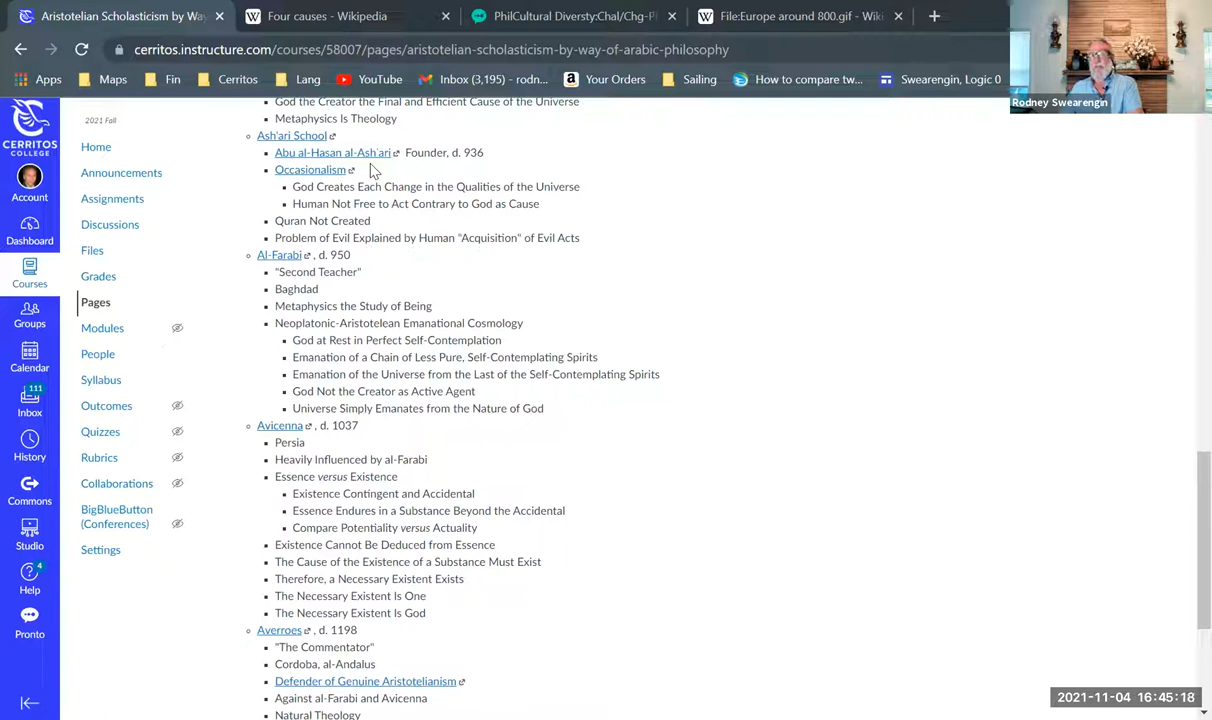 Aristotelian Scholasticism by Way
Four causes - Wikipedia
PhilCultural Diversty:Chal/Chg-P
File:Europe around 800.gif - Wiki
cerritos.instructure.com/courses/58007/pages/aristotelian-scholasticism-by-way-of-arabic-philosophy
Apps
Maps
Fin
Cerritos
Lang
YouTube
Inbox (3,195) - rodn...
Your Orders
Sailing
How to compare tw...
Swearengin, Logic 0
Rodney Swearengin
CERRITOS
COLLEGE
Account
Dashboard
Courses
Groups
Calendar
111
Inbox
History
Commons
Studio
4
Help
Pronto
2021 Fall
Home
Announcements
Assignments
Discussions
Files
Grades
Pages
Modules
People
Syllabus
Outcomes
Quizzes
Rubrics
Collaborations
BigBlueButton
(Conferences)
Settings
God the Creator the Final and Efficient Cause of the Universe
Metaphysics Is Theology
Ash'ari School
Abu al-Hasan al-Ash'ari Founder, d. 936
Occasionalism
God Creates Each Change in the Qualities of the Universe
Human Not Free to Act Contrary to God as Cause
Quran Not Created
Problem of Evil Explained by Human "Acquisition" of Evil Acts
Al-Farabi , d. 950
"Second Teacher"
Baghdad
Metaphysics the Study of Being
Neoplatonic-Aristotelean Emanational Cosmology
God at Rest in Perfect Self-Contemplation
Emanation of a Chain of Less Pure, Self-Contemplating Spirits
Emanation of the Universe from the Last of the Self-Contemplating Spirits
God Not the Creator as Active Agent
Universe Simply Emanates from the Nature of God
Avicenna , d. 1037
Persia
Heavily Influenced by al-Farabi
Essence versus Existence
Existence Contingent and Accidental
Essence Endures in a Substance Beyond the Accidental
Compare Potentiality versus Actuality
Existence Cannot Be Deduced from Essence
The Cause of the Existence of a Substance Must Exist
Therefore, a Necessary Existent Exists
The Necessary Existent Is One
The Necessary Existent Is God
Averroes , d. 1198
"The Commentator"
Cordoba, al-Andalus
Defender of Genuine Aristotelianism
Against al-Farabi and Avicenna
Natural Theology
2021-11-04 16:45:18